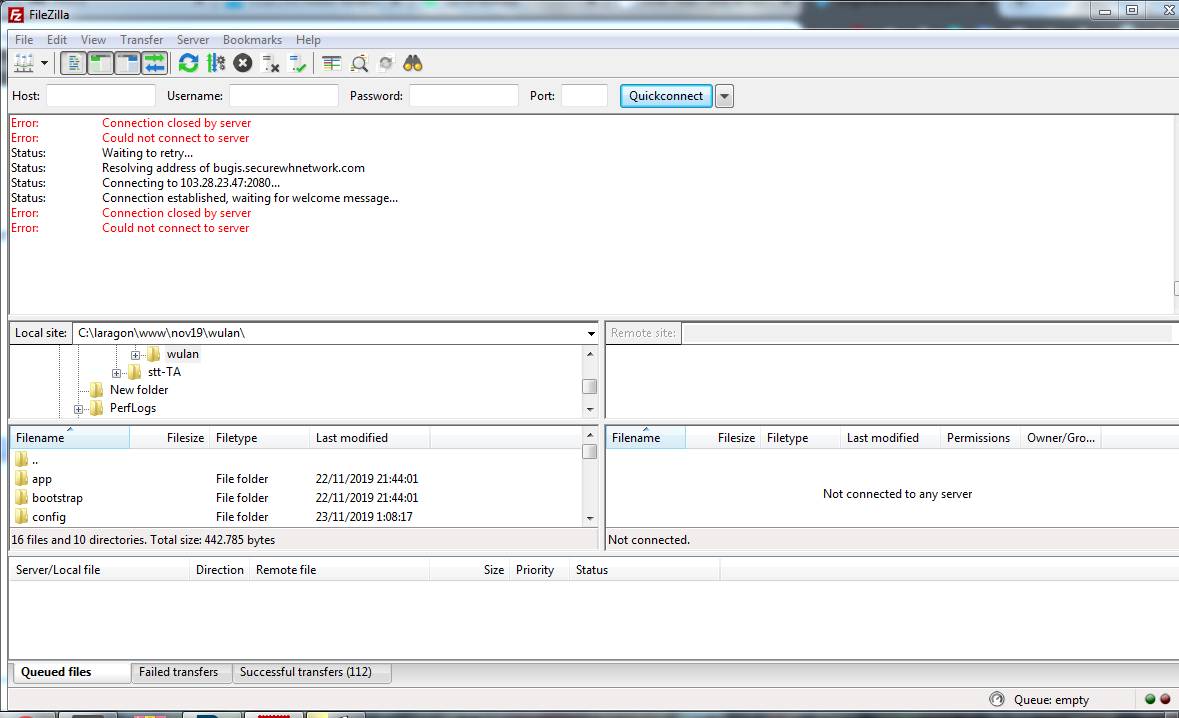 FileZilla
File Edit View Transfer Server Bookmarks Help
Host: Username: Password: Port: Quickconnect
Error: Connection closed by server
Error: Could not connect to server
Status: Waiting to retry...
Status: Resolving address of bugis.securewhnetwork.com
Status: Connecting to 103.28.23.47:2080...
Status: Connection established, waiting for welcome message...
Error: Connection closed by server
Error: Could not connect to server
Local site: C:\laragon\www\nov19\wulan\
wulan
stt-TA
New folder
PerfLogs
Remote site:
Filename Filesize Filetype Last modified
..
app File folder 22/11/2019 21:44:01
bootstrap File folder 22/11/2019 21:44:01
config File folder 23/11/2019 1:08:17
16 files and 10 directories. Total size: 442.785 bytes
Filename Filesize Filetype Last modified Permissions Owner/Gro...
Not connected to any server
Not connected.
Server/Local file Direction Remote file Size Priority Status
Queued files Failed transfers Successful transfers (112)
Queue: empty